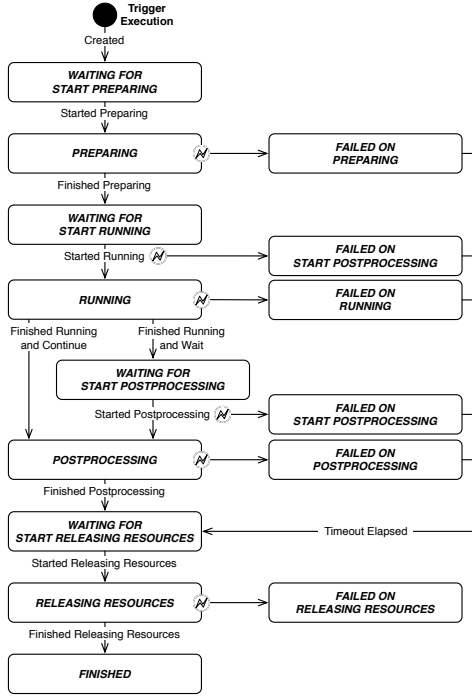 Trigger
Execution
Created
WAITING FOR
START PREPARING
Started Preparing
PREPARING
FAILED ON
PREPARING
Finished Preparing
WAITING FOR
START RUNNING
Started Running
FAILED ON
START POSTPROCESSING
RUNNING
FAILED ON
RUNNING
Finished Running
and Continue
Finished Running
and Wait
WAITING FOR
START POSTPROCESSING
Started Postprocessing
FAILED ON
START POSTPROCESSING
POSTPROCESSING
FAILED ON
POSTPROCESSING
Finished Postprocessing
WAITING FOR
START RELEASING RESOURCES
Timeout Elapsed
Started Releasing Resources
RELEASING RESOURCES
FAILED ON
RELEASING RESOURCES
Finished Releasing Resources
FINISHED